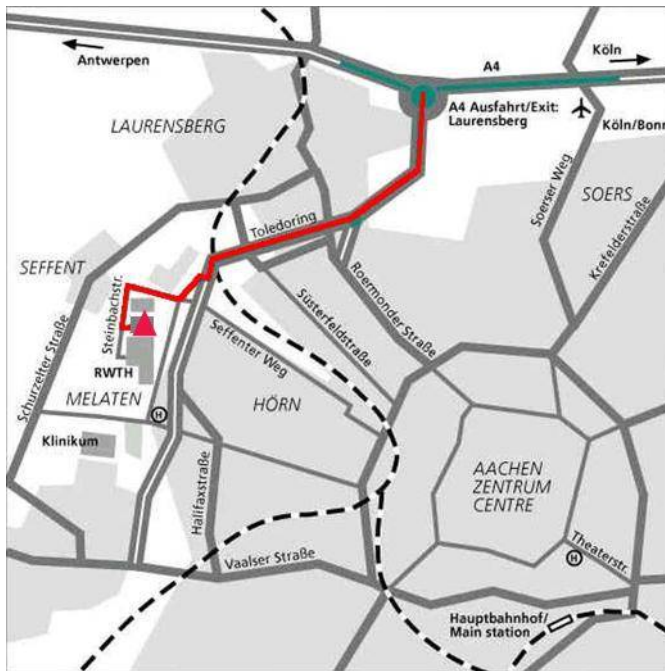 Antwerpen
A4
Köln
A4 Ausfahrt/Exit:
Laurensberg
Köln/Bonn
LAURENSBERG
Soerser Weg
SOERS
Krefelderstraße
Toledoring
SEFFENT
Steinbachstr.
Roermonder Straße
Süsterfeldstraße
Seffenter Weg
Schurzelter Straße
RWTH
MELATEN
HÖRN
H
Klinikum
Halifaxstraße
AACHEN
ZENTRUM
CENTRE
Theaterstr.
H
Vaalser Straße
Hauptbahnhof/
Main station